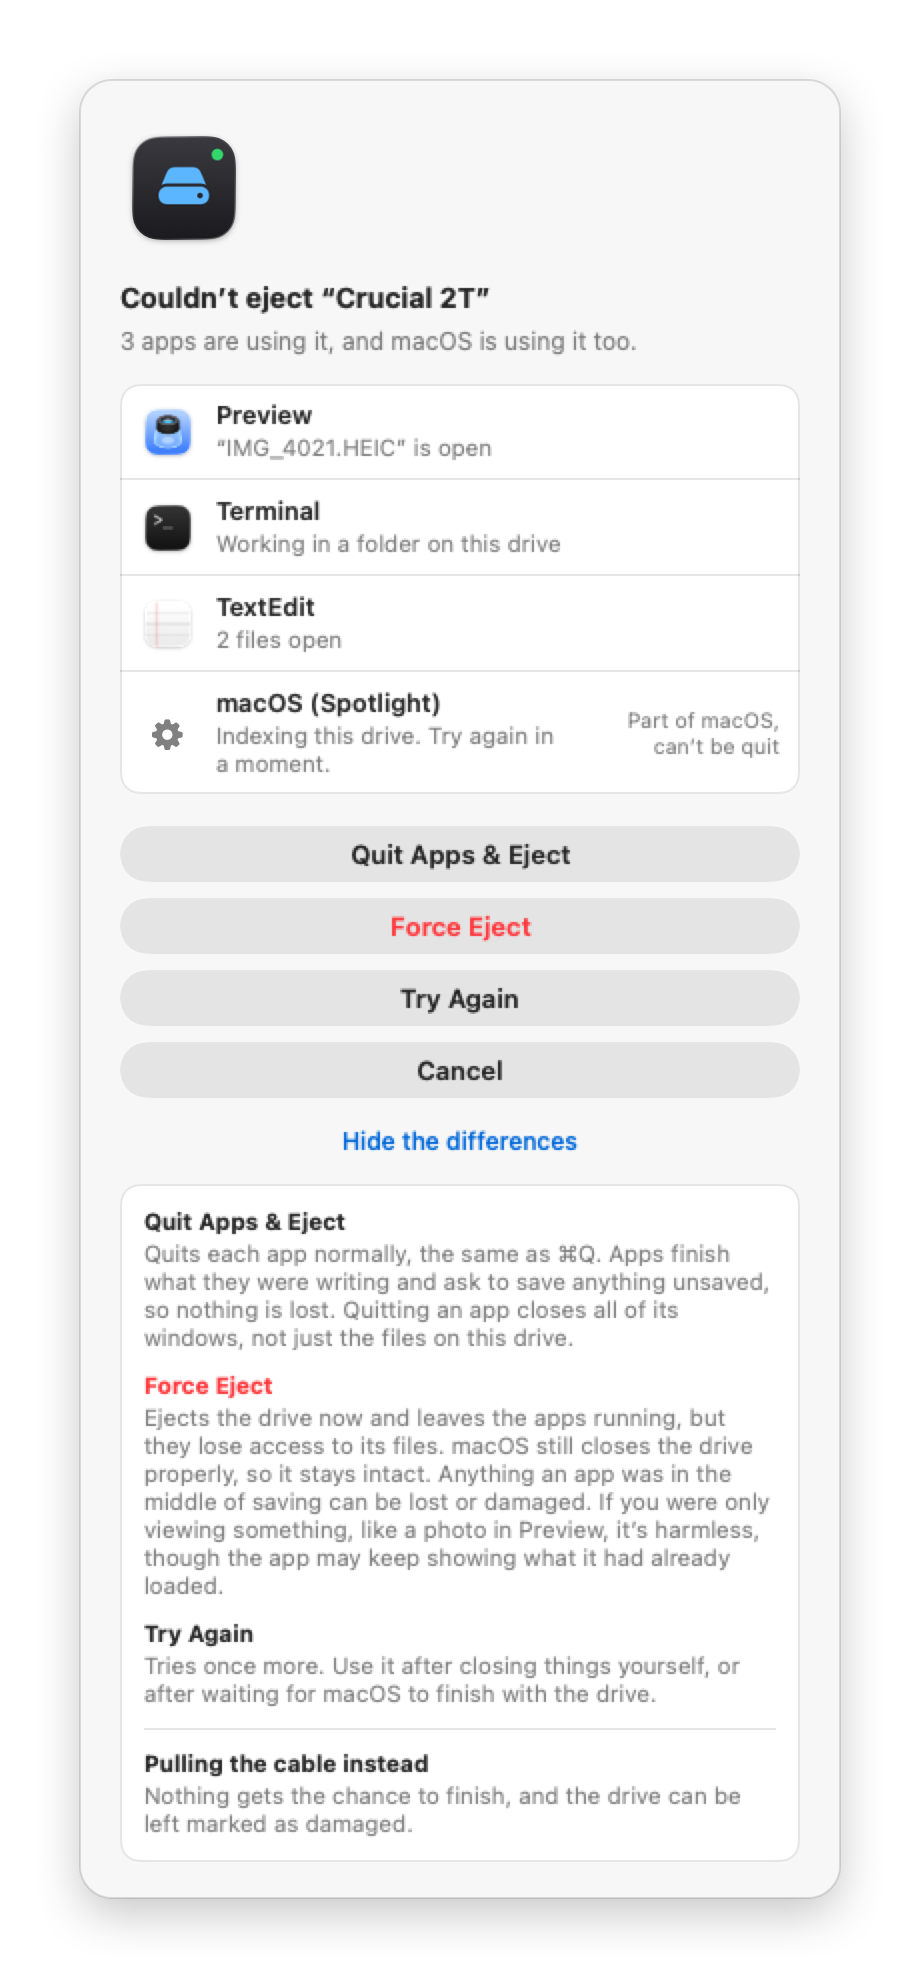 Couldn’t eject “Crucial 2T”
3 apps are using it, and macOS is using it too.
Preview
“IMG_4021.HEIC” is open
>_
Terminal
Working in a folder on this drive
TextEdit
2 files open
macOS (Spotlight)
Indexing this drive. Try again in
a moment.
Part of macOS,
can’t be quit
Quit Apps & Eject
Force Eject
Try Again
Cancel
Hide the differences
Quit Apps & Eject
Quits each app normally, the same as ⌘Q. Apps finish
what they were writing and ask to save anything unsaved,
so nothing is lost. Quitting an app closes all of its
windows, not just the files on this drive.
Force Eject
Ejects the drive now and leaves the apps running, but
they lose access to its files. macOS still closes the drive
properly, so it stays intact. Anything an app was in the
middle of saving can be lost or damaged. If you were only
viewing something, like a photo in Preview, it’s harmless,
though the app may keep showing what it had already
loaded.
Try Again
Tries once more. Use it after closing things yourself, or
after waiting for macOS to finish with the drive.
Pulling the cable instead
Nothing gets the chance to finish, and the drive can be
left marked as damaged.